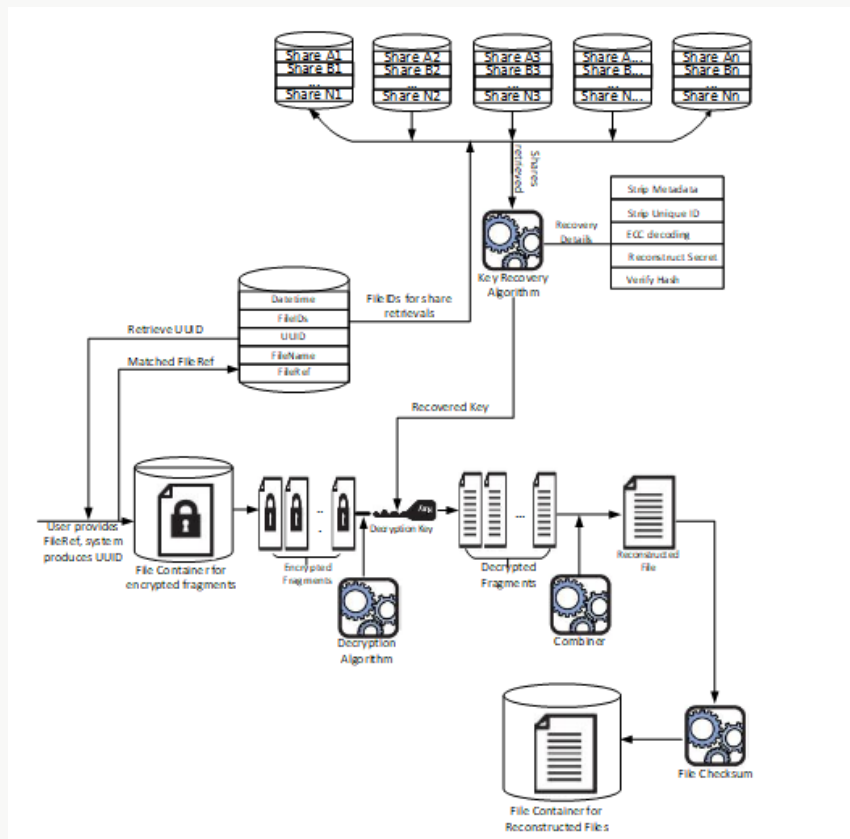 Share A1
Share B1
...
Share N1
Share A2
Share B2
...
Share N2
Share A3
Share B3
...
Share N3
Share A...
Share B...
...
Share N...
Share An
Share Bn
...
Share Nn
Shares
retrieved
Recovery
Details
Strip Metadata
Strip Unique ID
ECC decoding
Reconstruct Secret
Verify Hash
Key Recovery
Algorithm
Datetime
FileIDs
UUID
FileName
FileRef
FileIDs for share
retrievals
Retrieve UUID
Matched FileRef
Recovered Key
User provides
FileRef, system
produces UUID
File Container for
encrypted fragments
...
Encrypted
Fragments
Key
Decryption Key
Decryption
Algorithm
...
Decrypted
Fragments
Combiner
Reconstructed
File
File Checksum
File Container for
Reconstructed Files